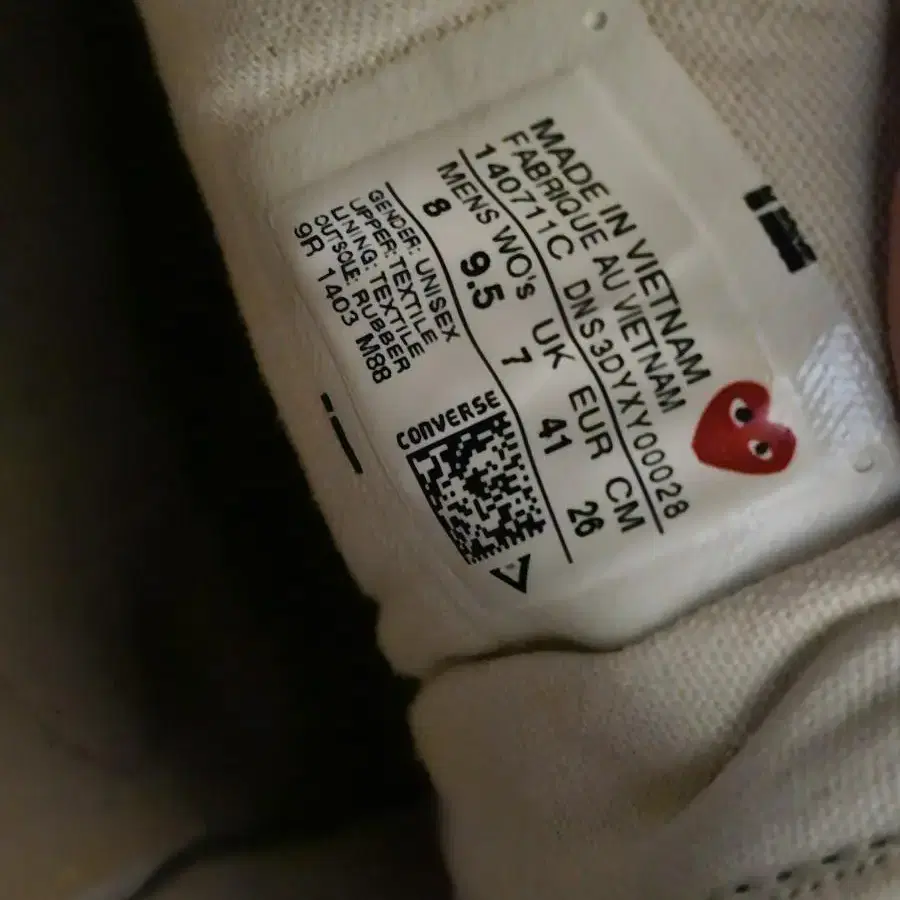 MADE IN VIETNAM
FABRIQUE AU VIETNAM
140711C DNS3DYXY00028
MENS WO's UK EUR CM
8 9.5 7 41 26
GENDER: UNISEX
UPPER: TEXTILE
LINING: TEXTILE
OUTSOLE: RUBBER
9R 1403 M88
CONVERSE